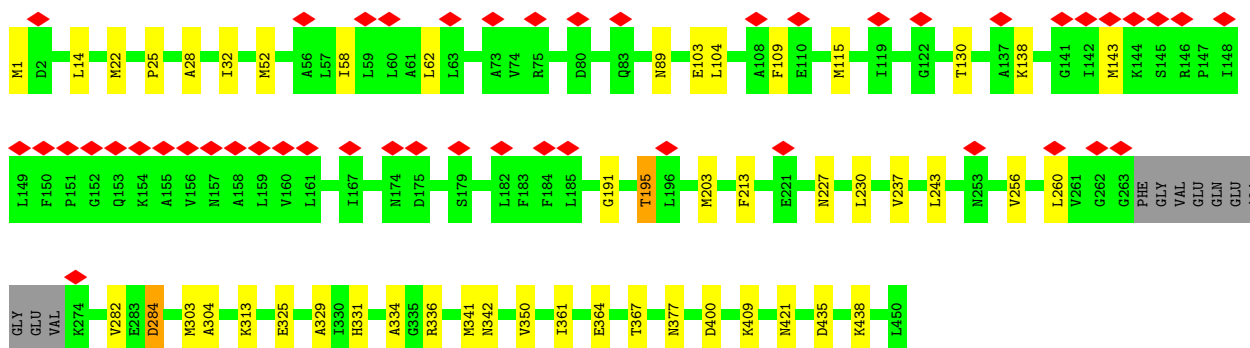 M1 D2 L14 M22 P25 A28 I32 M52 A56 L57 I58 L59 L60 A61 L62 L63 A73 V74 R75 D80 Q83 N89 E103 L104 A108 F109 E110 M115 I119 G122 T130 A137 K138 G141 I142 M143 K144 S145 R146 P147 I148
L149 F150 P151 G152 Q153 K154 A155 V156 N157 A158 L159 V160 L161 I167 N174 D175 S179 L182 F183 F184 L185 G191 T195 L196 M203 F213 E221 N227 L230 V237 L243 N253 V256 L260 V261 G262 G263 PHE GLY VAL GLU GLN GLU
GLY GLU VAL K274 V282 E283 D284 M303 A304 K313 E325 A329 I330 H331 A334 G335 R336 M341 N342 V350 I361 E364 T367 N377 D400 K409 N421 D435 K438 L450